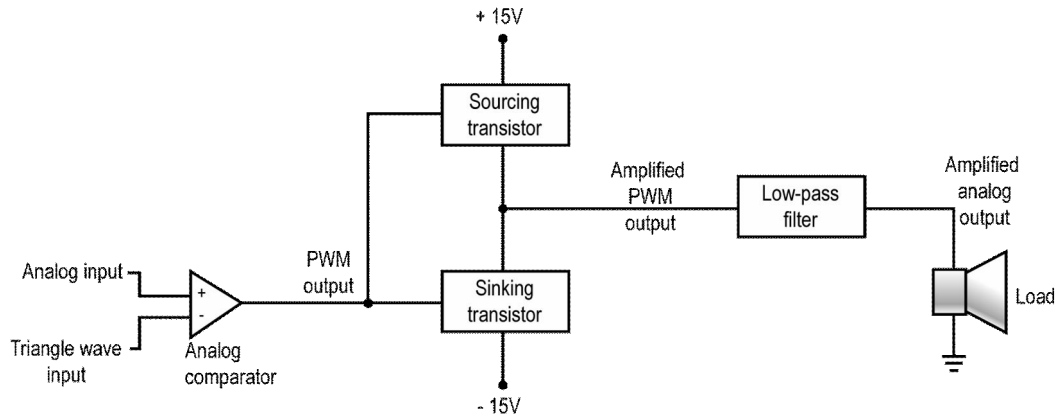 + 15V
Sourcing
transistor
Amplified
PWM
output
Low-pass
filter
Amplified
analog
output
Analog input
+
-
Triangle wave
input
Analog
comparator
PWM
output
Sinking
transistor
Load
- 15V